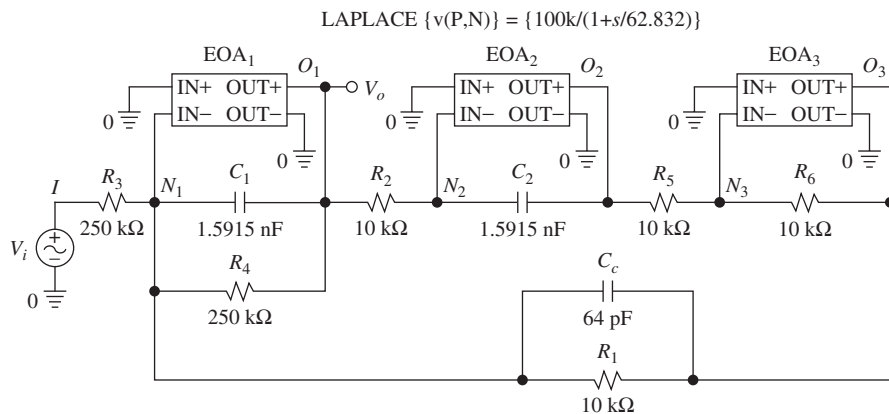 LAPLACE {v(P,N)} = {100k/(1+s/62.832)}
EOA1 EOA2 EOA3
O1 O2 O3
IN+ OUT+ Vo IN+ OUT+ IN+ OUT+
IN− OUT− IN− OUT− IN− OUT−
0 0 0
0 0 0
I R3 N1 C1 R2 N2 C2 R5 N3 R6
250 kΩ 1.5915 nF 10 kΩ 1.5915 nF 10 kΩ 10 kΩ
Vi + −
R4 Cc
0 250 kΩ 64 pF
R1
10 kΩ